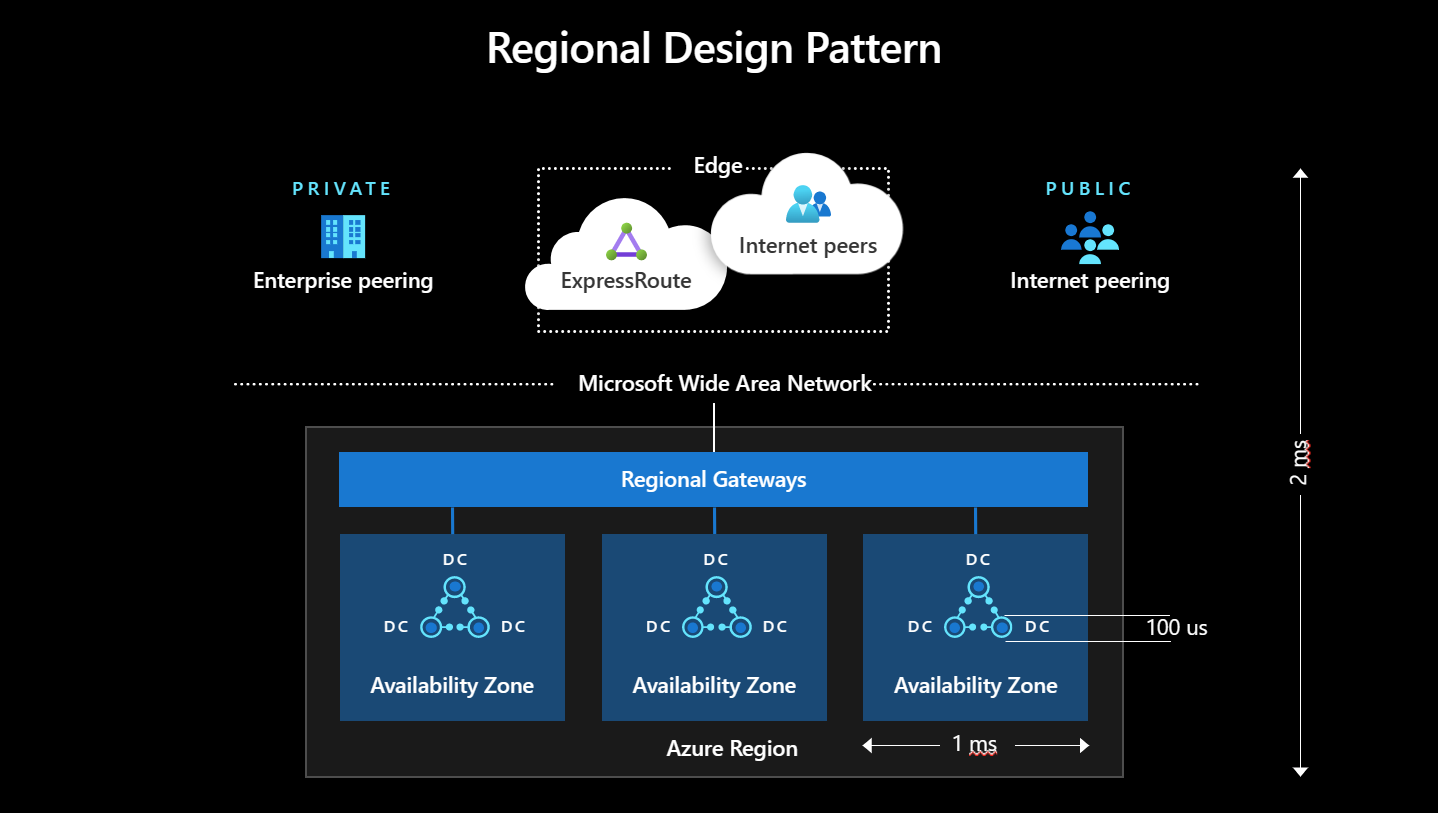 Regional Design Pattern
Edge
PRIVATE
PUBLIC
Internet peers
Enterprise peering
ExpressRoute
Internet peering
Microsoft Wide Area Network
2 ms
Regional Gateways
DC
DC
DC
DC DC
DC DC
DC DC
100 us
Availability Zone
Availability Zone
Availability Zone
Azure Region
1 ms